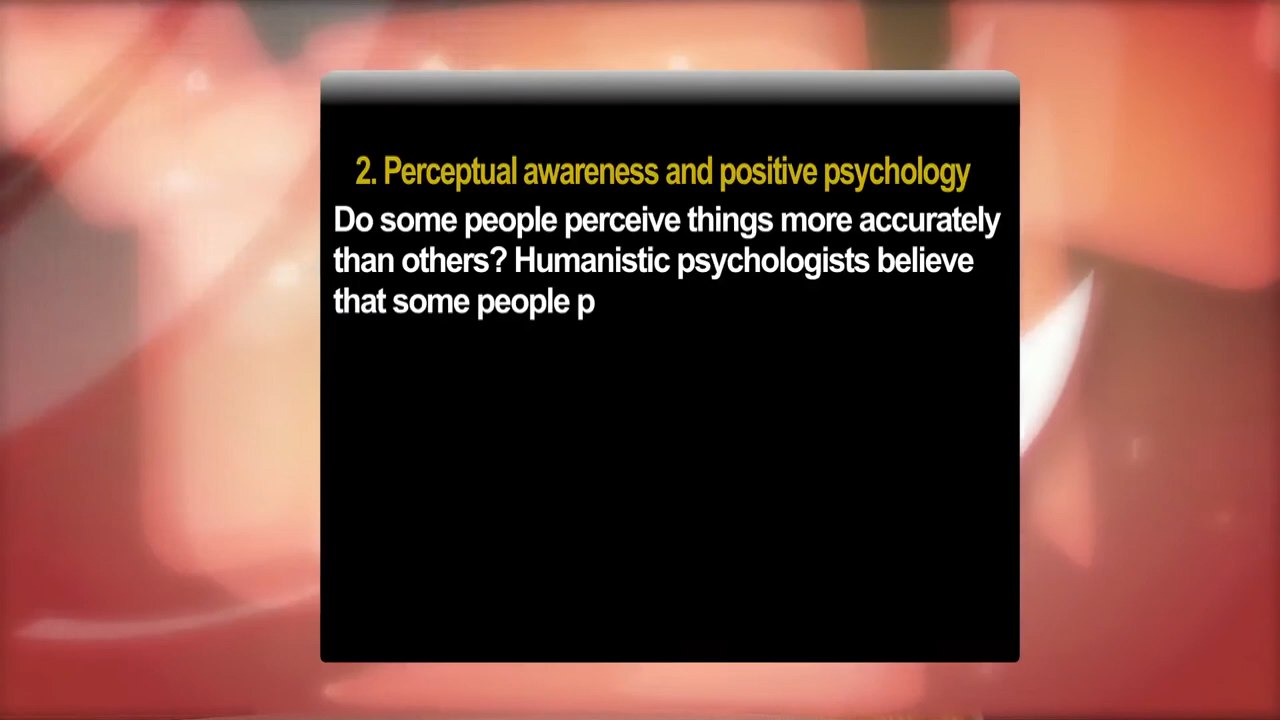 2. Perceptual awareness and positive psychology
Do some people perceive things more accurately
than others? Humanistic psychologists believe
that some people p